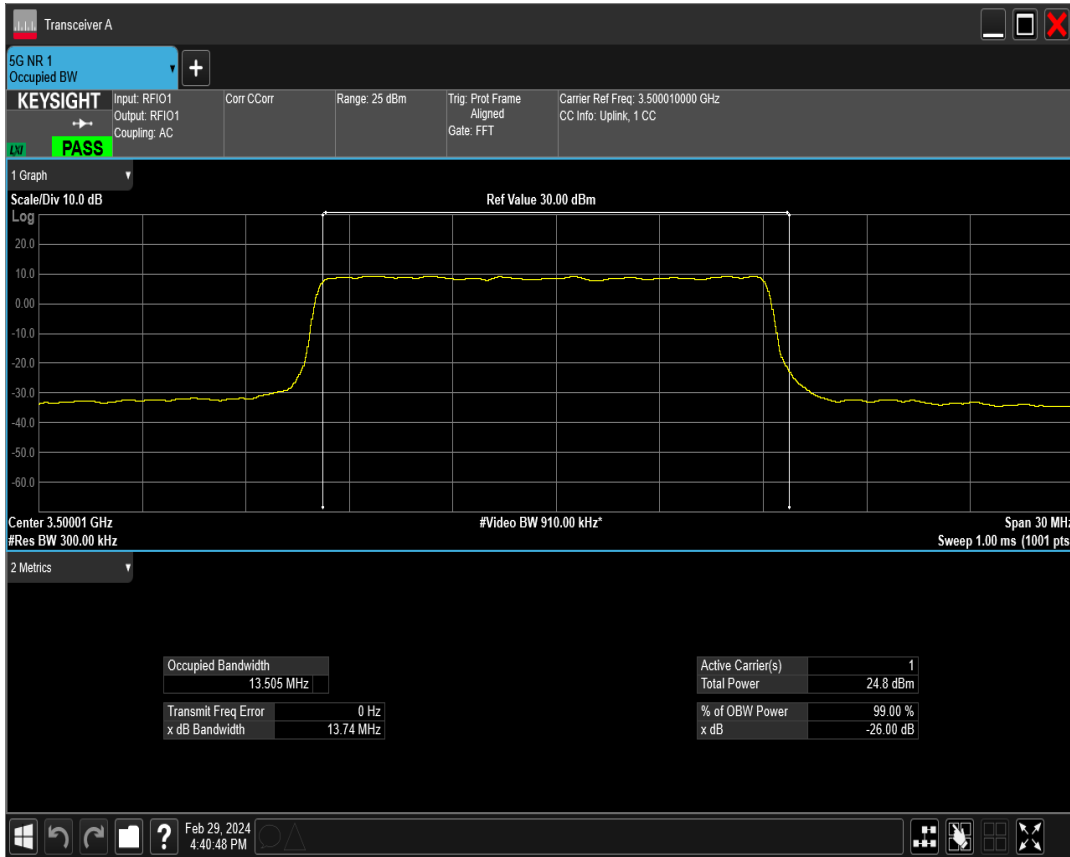 Transceiver A
5G NR 1
Occupied BW
KEYSIGHT
LXI
PASS
Input: RFIO1
Output: RFIO1
Coupling: AC
Corr CCorr
Range: 25 dBm
Trig: Prot Frame
Aligned
Gate: FFT
Carrier Ref Freq: 3.500010000 GHz
CC Info: Uplink, 1 CC
1 Graph
Scale/Div 10.0 dB
Ref Value 30.00 dBm
Log
20.0
10.0
0.00
-10.0
-20.0
-30.0
-40.0
-50.0
-60.0
Center 3.50001 GHz
#Video BW 910.00 kHz*
Span 30 MHz
#Res BW 300.00 kHz
Sweep 1.00 ms (1001 pts
2 Metrics
Occupied Bandwidth
13.505 MHz
Transmit Freq Error 0 Hz
x dB Bandwidth 13.74 MHz
Active Carrier(s) 1
Total Power 24.8 dBm
% of OBW Power 99.00 %
x dB -26.00 dB
?
Feb 29, 2024
4:40:48 PM